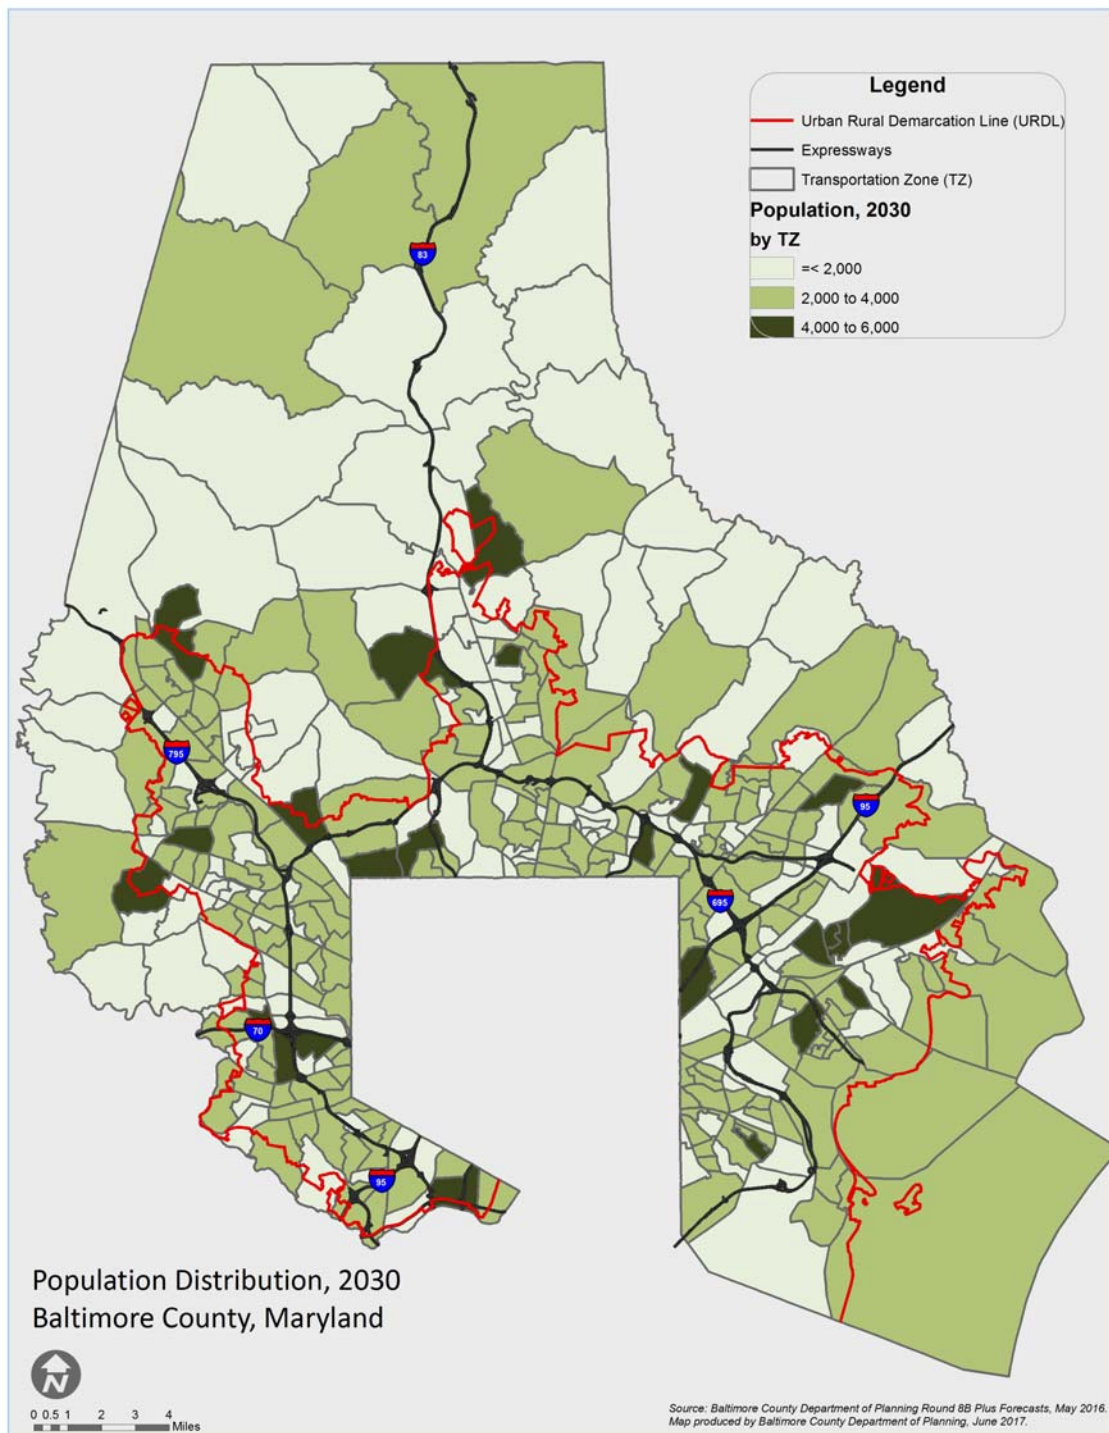 Legend
Urban Rural Demarcation Line (URDL)
Expressways
Transportation Zone (TZ)
Population, 2030
by TZ
=< 2,000
2,000 to 4,000
4,000 to 6,000
83
795
95
695
70
95
Population Distribution, 2030
Baltimore County, Maryland
N
0 0.5 1 2 3 4
Miles
Source: Baltimore County Department of Planning Round 8B Plus Forecasts, May 2016.
Map produced by Baltimore County Department of Planning, June 2017.